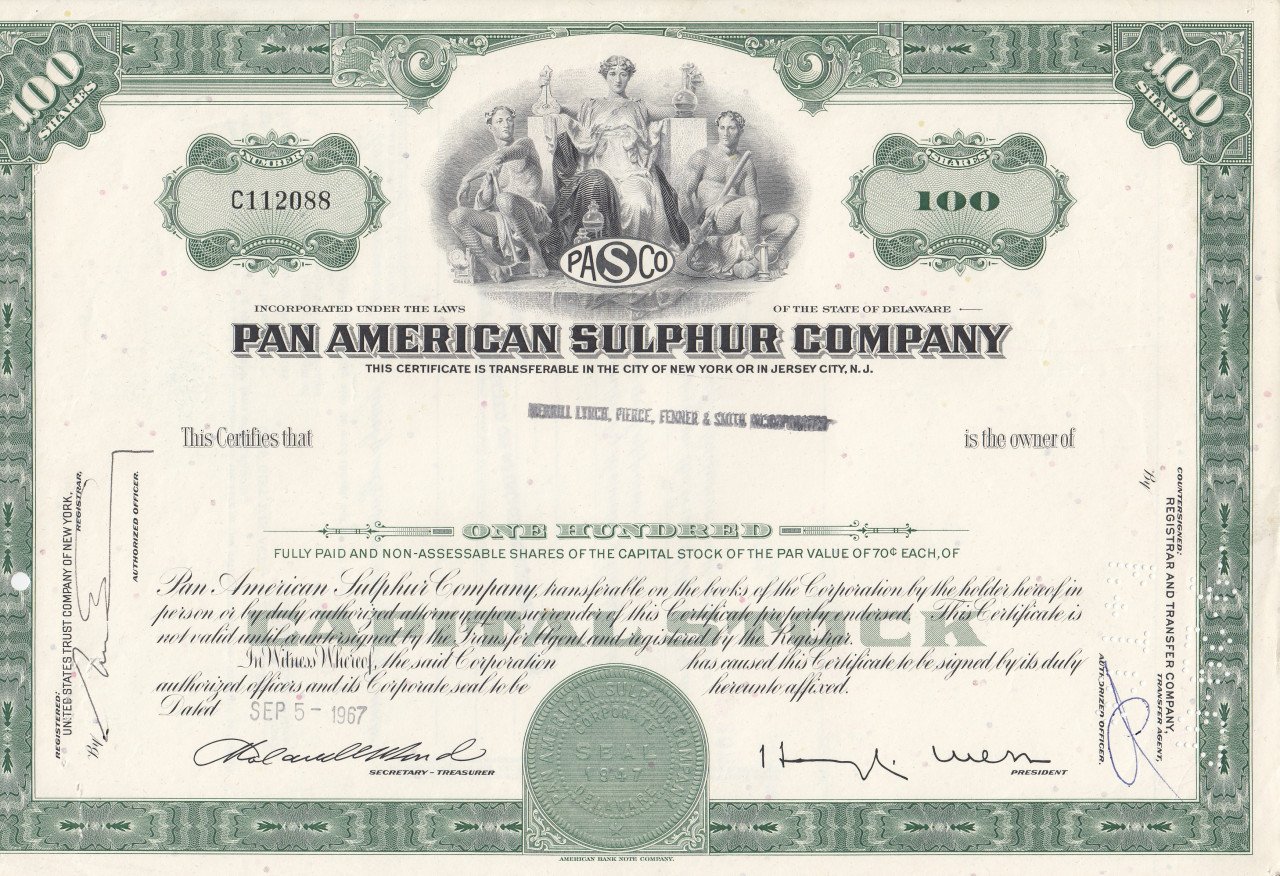 100
SHARES
100
SHARES
NUMBER
C112088
SHARES
100
PASCO
INCORPORATED UNDER THE LAWS
OF THE STATE OF DELAWARE
PAN AMERICAN SULPHUR COMPANY
THIS CERTIFICATE IS TRANSFERABLE IN THE CITY OF NEW YORK OR IN JERSEY CITY, N. J.
MERRILL LYNCH, PIERCE, FENNER & SMITH INCORPORATED
This Certifies that
is the owner of
ONE HUNDRED
FULLY PAID AND NON-ASSESSABLE SHARES OF THE CAPITAL STOCK OF THE PAR VALUE OF 70¢ EACH, OF
Pan American Sulphur Company, transferable on the books of the Corporation by the holder hereof in
person or by duly authorized attorney upon surrender of this Certificate properly endorsed. This Certificate is
not valid until countersigned by the Transfer Agent and registered by the Registrar.
In Witness Whereof, the said Corporation has caused this Certificate to be signed by its duly
authorized officers and its Corporate seal to be hereunto affixed.
Dated SEP 5 - 1967
SECRETARY - TREASURER
PRESIDENT
PAN AMERICAN SULPHUR COMPANY
CORPORATE
SEAL
1947
DELAWARE
REGISTERED:
UNITED STATES TRUST COMPANY OF NEW YORK,
REGISTRAR,
By
AUTHORIZED OFFICER.
COUNTERSIGNED:
REGISTRAR AND TRANSFER COMPANY,
TRANSFER AGENT,
By
AUTHORIZED OFFICER.
AMERICAN BANK NOTE COMPANY.